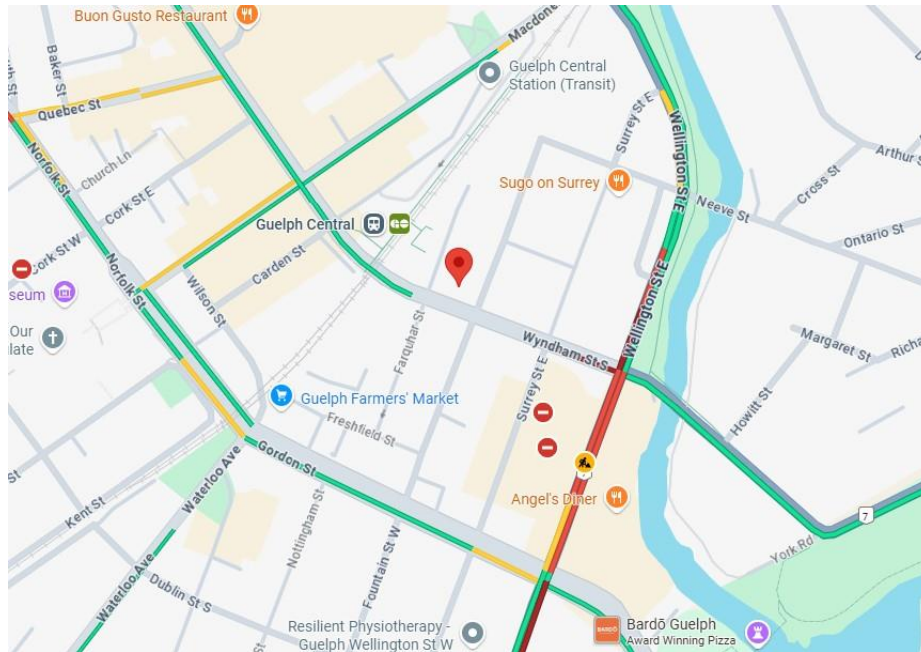 Buon Gusto Restaurant
Macdone
Baker St
Guelph Central
Station (Transit)
Quebec St
Surrey St E
Wellington St E
Norfolk St
Church Ln
Arthur S
Cross St
Cork St E
Sugo on Surrey
Neeve St
Guelph Central
Ontario St
Cork St W
Carden St
Wellington St E
useum
Norfolk St
Wilson St
Our
late
Farquhar St
Wyndham St S
Margaret St
Richa
Surrey St E
Howitt St
Guelph Farmers' Market
Freshfield St
Gordon St
Waterloo Ave
Kent St
7
Angel's Diner
7
York Rd
Nottingham St
Fountain St W
Waterloo Ave
Dublin St S
Resilient Physiotherapy -
Guelph Wellington St W
BARDŌ
Bardō Guelph
Award Winning Pizza